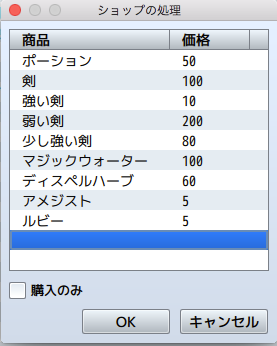 ショップの処理
商品 価格
ポーション 50
剣 100
強い剣 10
弱い剣 200
少し強い剣 80
マジックウォーター 100
ディスペルハーブ 60
アメジスト 5
ルビー 5
購入のみ
OK キャンセル